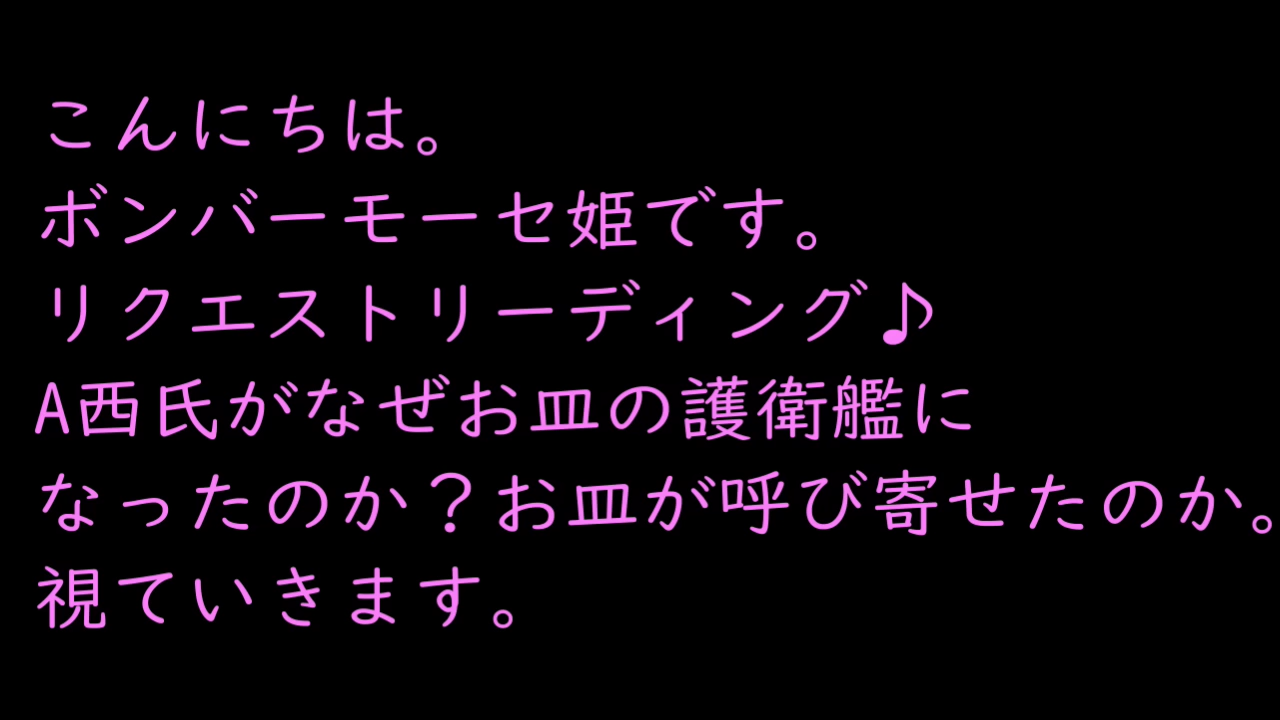 こんにちは。
ボンバーモーセ姫です。
リクエストリーディング♪
A西氏がなぜお皿の護衛艦に
なったのか？お皿が呼び寄せたのか。
視ていきます。